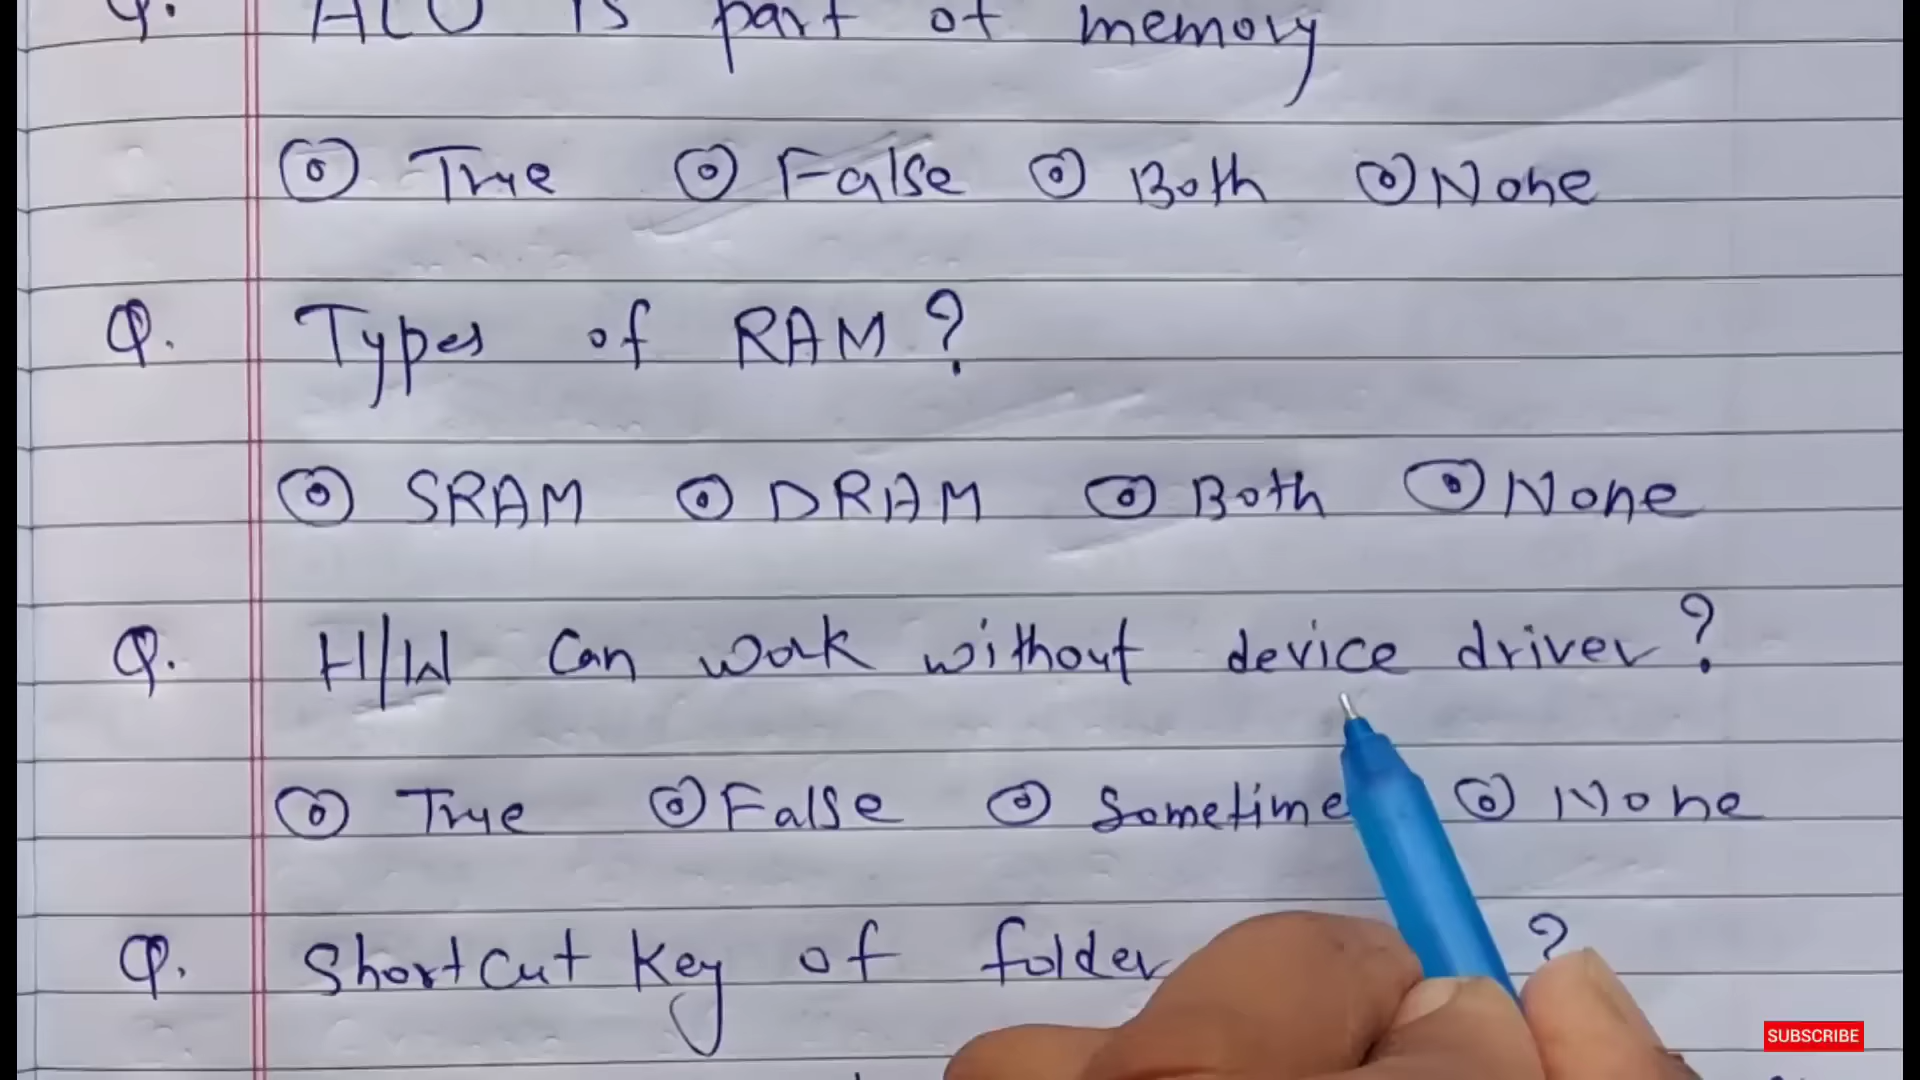 Q. ALU is part of memory
True False Both None
Q. Types of RAM?
SRAM DRAM Both None
Q. H/W Can work without device driver?
True False Sometime None
Q. Shortcut key of folder ?
SUBSCRIBE